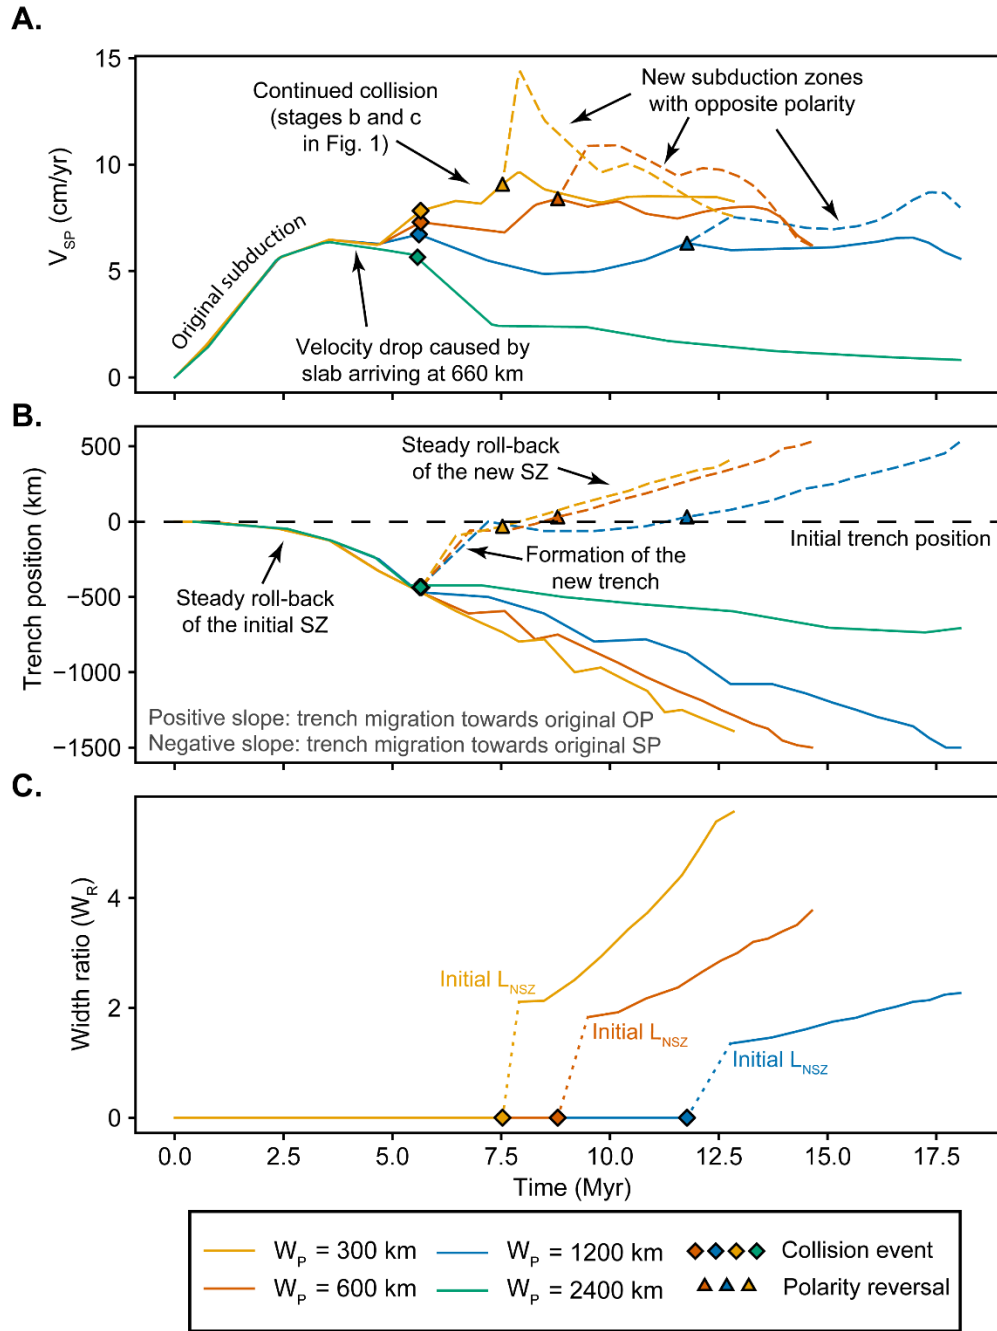 A.
15
10
5
0
V_SP (cm/yr)
Continued collision
(stages b and c
in Fig. 1)
New subduction zones
with opposite polarity
Original subduction
Velocity drop caused by
slab arriving at 660 km
B.
500
0
−500
−1000
−1500
Trench position (km)
Steady roll-back
of the new SZ
Initial trench position
Formation of the
new trench
Steady roll-back
of the initial SZ
Positive slope: trench migration towards original OP
Negative slope: trench migration towards original SP
C.
4
2
0
Width ratio (W_R)
Initial L_NSZ
Initial L_NSZ
Initial L_NSZ
0.0 2.5 5.0 7.5 10.0 12.5 15.0 17.5
Time (Myr)
W_P = 300 km W_P = 1200 km Collision event
W_P = 600 km W_P = 2400 km Polarity reversal